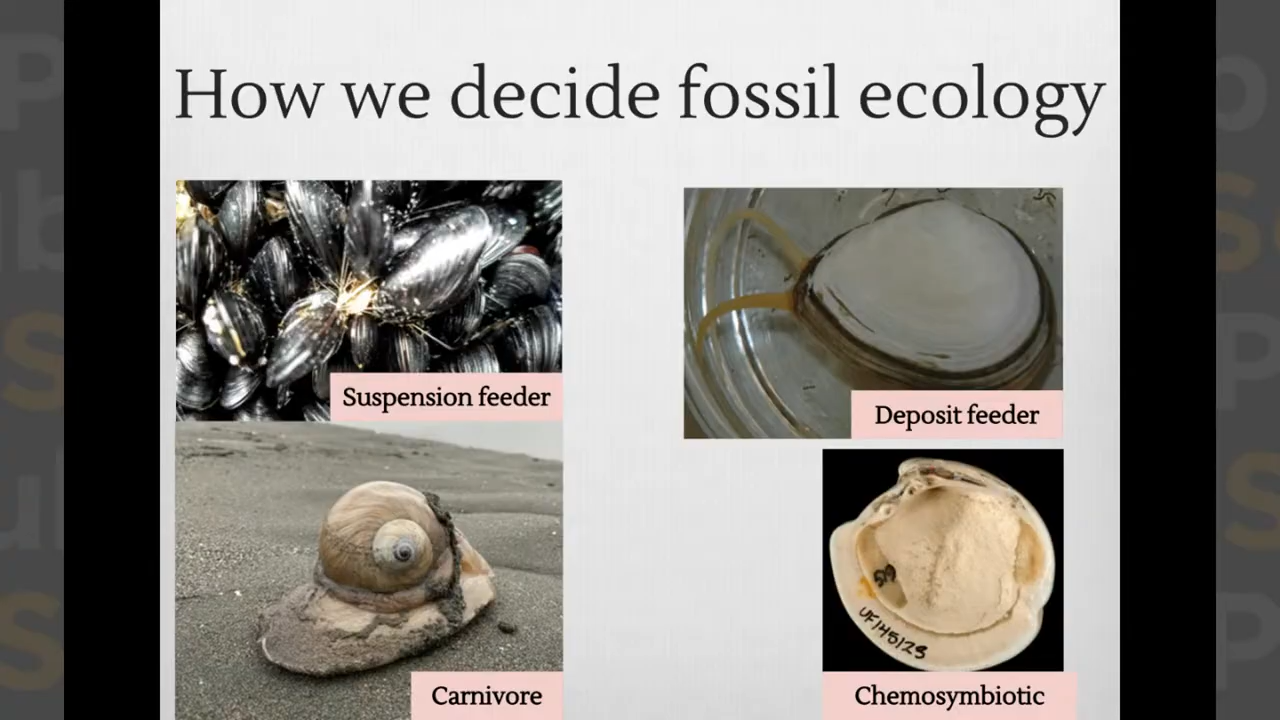 How we decide fossil ecology
Suspension feeder
Deposit feeder
Carnivore
Chemosymbiotic
UF145123